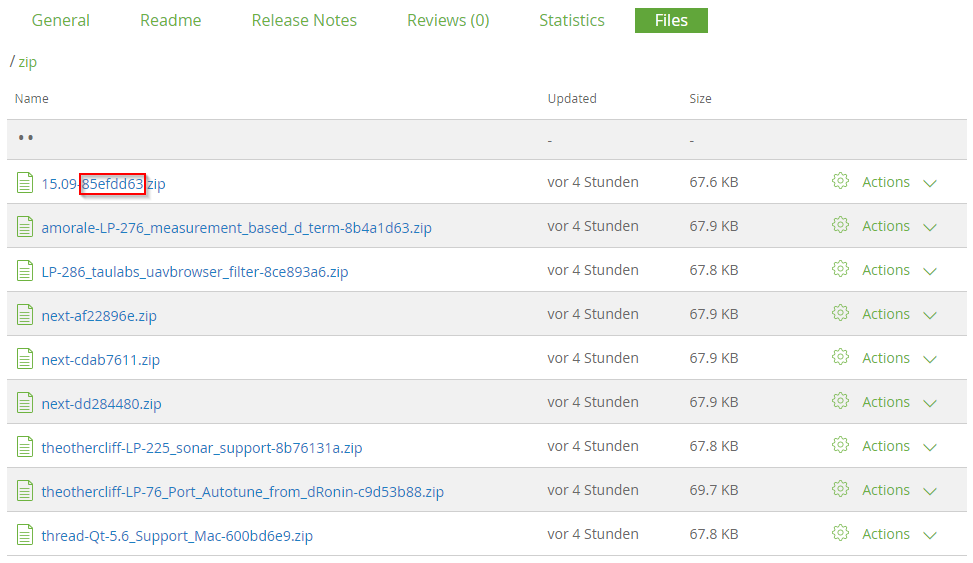 General Readme Release Notes Reviews (0) Statistics Files
/ zip
Name Updated Size
•• - -
15.09-85efdd63.zip vor 4 Stunden 67.6 KB Actions
amorale-LP-276_measurement_based_d_term-8b4a1d63.zip vor 4 Stunden 67.9 KB Actions
LP-286_taulabs_uavbrowser_filter-8ce893a6.zip vor 4 Stunden 67.8 KB Actions
next-af22896e.zip vor 4 Stunden 67.9 KB Actions
next-cdab7611.zip vor 4 Stunden 67.9 KB Actions
next-dd284480.zip vor 4 Stunden 67.9 KB Actions
theothercliff-LP-225_sonar_support-8b76131a.zip vor 4 Stunden 67.8 KB Actions
theothercliff-LP-76_Port_Autotune_from_dRonin-c9d53b88.zip vor 4 Stunden 69.7 KB Actions
thread-Qt-5.6_Support_Mac-600bd6e9.zip vor 4 Stunden 67.8 KB Actions